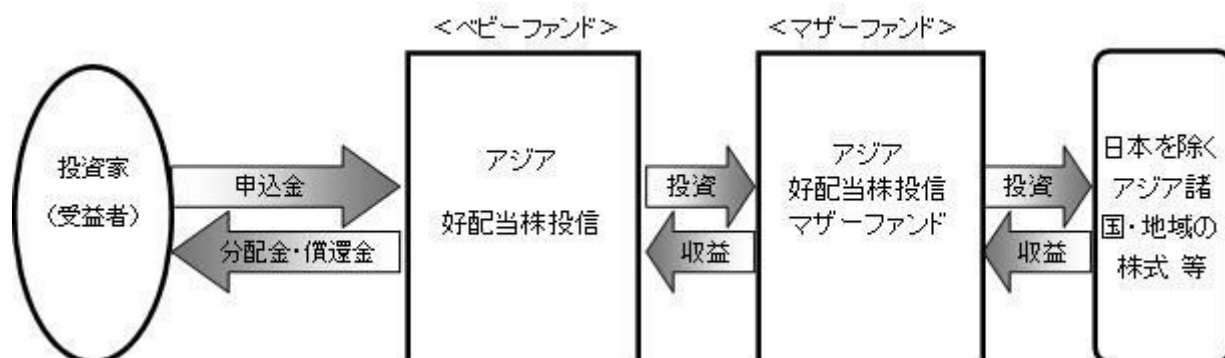 <ベビーファンド>
<マザーファンド>
投資家
(受益者)
申込金
分配金・償還金
アジア
好配当株投信
投資
収益
アジア
好配当株投信
マザーファンド
投資
収益
日本を除く
アジア諸
国・地域の
株式 等